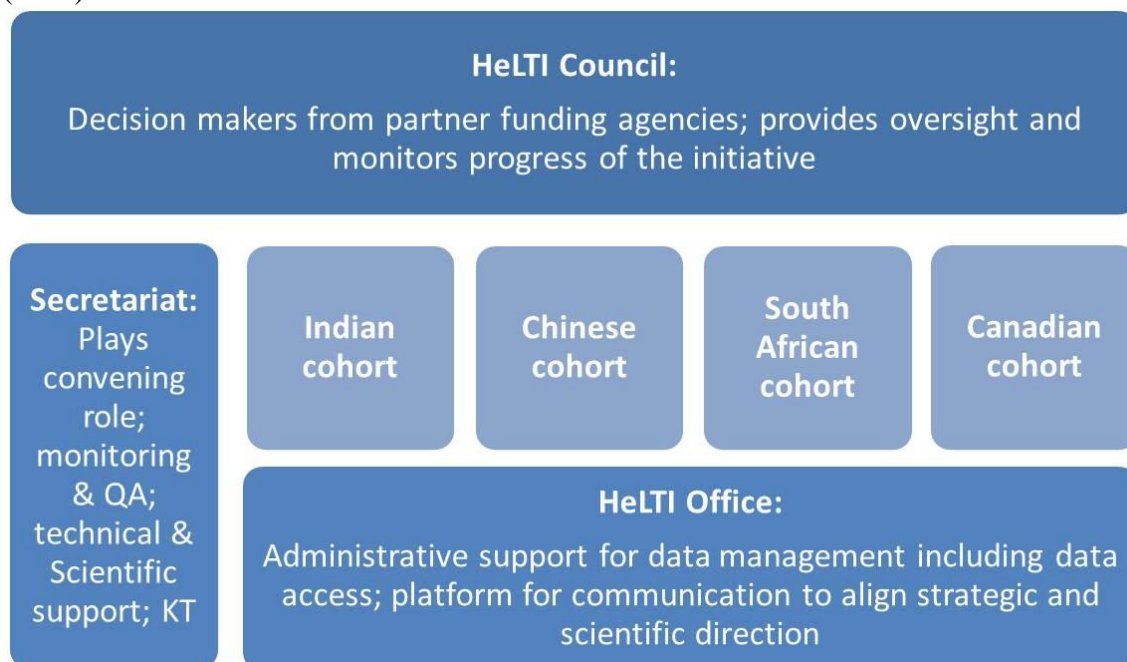 HeLTI Council:
Decision makers from partner funding agencies; provides oversight and
monitors progress of the initiative
Secretariat:
Plays
convening
role;
monitoring
& QA;
technical &
Scientific
support; KT
Indian
cohort
Chinese
cohort
South
African
cohort
Canadian
cohort
HeLTI Office:
Administrative support for data management including data
access; platform for communication to align strategic and
scientific direction